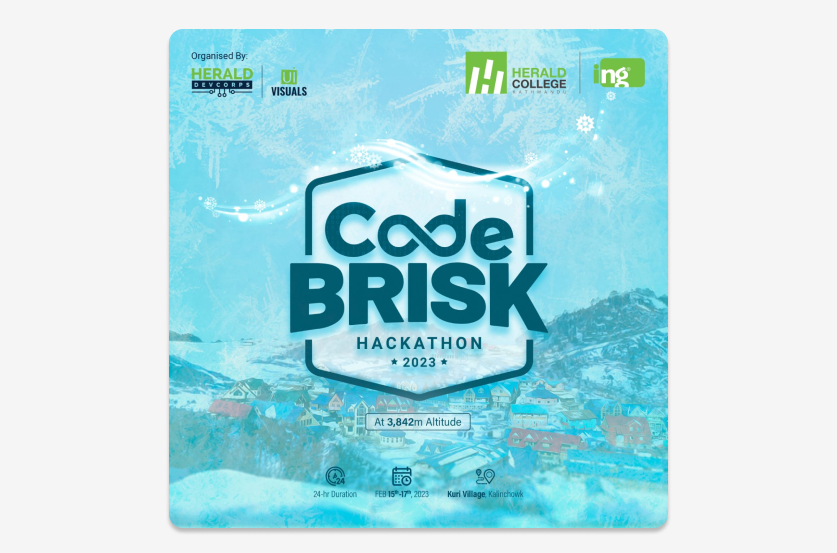 Organised By:
HERALD
DEVCORPS
UI
VISUALS
HERALD
COLLEGE
KATHMANDU
ing
Code
BRISK
HACKATHON
★ 2023 ★
At 3,842m Altitude
24
24-hr Duration
FEB 15th-17th, 2023
Kuri Village, Kalinchowk